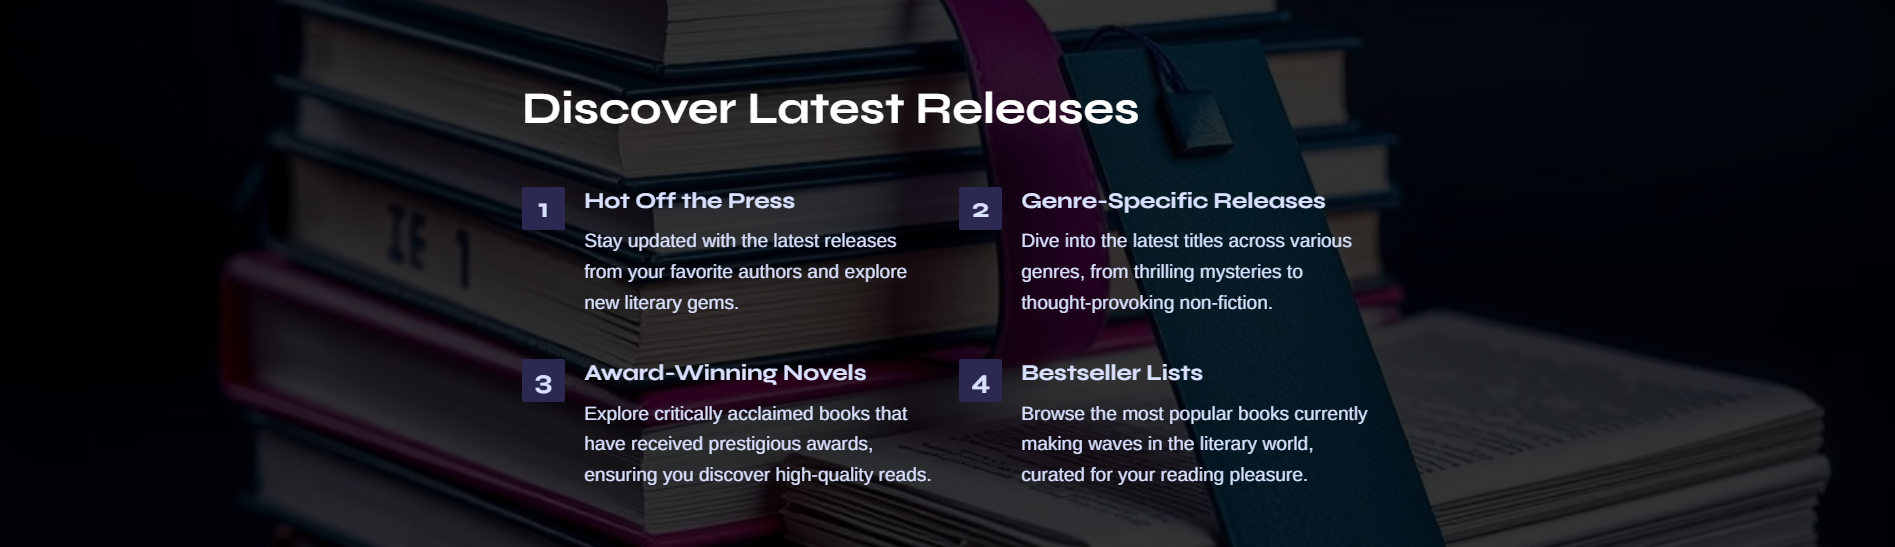 Discover Latest Releases
1
Hot Off the Press
Stay updated with the latest releases
from your favorite authors and explore
new literary gems.
2
Genre-Specific Releases
Dive into the latest titles across various
genres, from thrilling mysteries to
thought-provoking non-fiction.
3
Award-Winning Novels
Explore critically acclaimed books that
have received prestigious awards,
ensuring you discover high-quality reads.
4
Bestseller Lists
Browse the most popular books currently
making waves in the literary world,
curated for your reading pleasure.